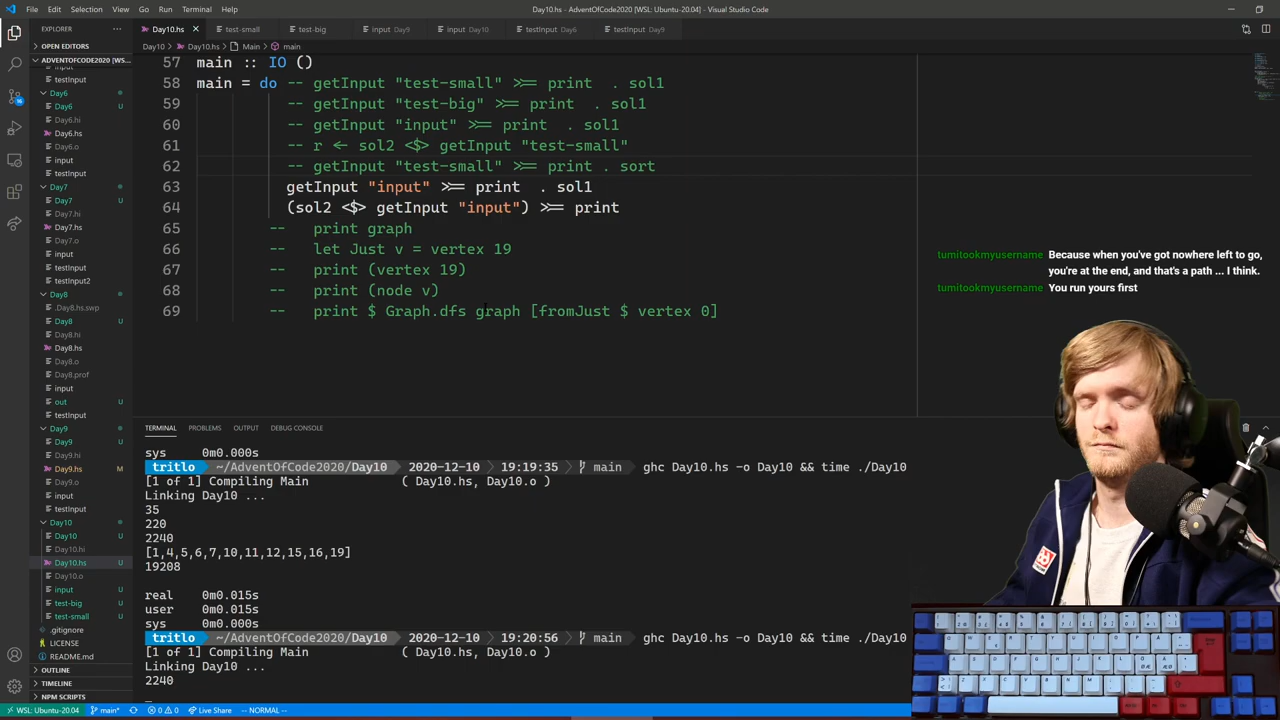 File Edit Selection View Go Run Terminal Help
Day10.hs - AdventOfCode2020 [WSL: Ubuntu-20.04] - Visual Studio Code
EXPLORER
Day10.hs test-small test-big input Day9 input Day10 testInput Day6 testInput Day9
OPEN EDITORS
Day10 > Day10.hs > Main > main
ADVENTOFCODE2020 [WS...
input
testInput
Day6
Day6 U
Day6.hi
Day6.hs
Day6.o
input
testInput
Day7
Day7.hi
Day7.hs
Day7.o
input
testInput
testInput2
Day8
.Day8.hs.swp
Day8 U
Day8.hi
Day8.hs
Day8.o
Day8.prof
input
out U
testInput
Day9
Day9 U
Day9.hi
Day9.hs M
Day9.o
input
testInput
Day10
Day10 U
Day10.hi
Day10.hs U
Day10.o
input U
test-big U
test-small U
.gitignore
LICENSE
README.md
OUTLINE
TIMELINE
NPM SCRIPTS
57 main :: IO ()
58 main = do -- getInput "test-small" >>= print . sol1
59 -- getInput "test-big" >>= print . sol1
60 -- getInput "input" >>= print . sol1
61 -- r <- sol2 <$> getInput "test-small"
62 -- getInput "test-small" >>= print . sort
63 getInput "input" >>= print . sol1
64 (sol2 <$> getInput "input") >>= print
65 -- print graph
66 -- let Just v = vertex 19
67 -- print (vertex 19)
68 -- print (node v)
69 -- print $ Graph.dfs graph [fromJust $ vertex 0]
tumitookmyusername Because when you've got nowhere left to go,
you're at the end, and that's a path ... I think.
tumitookmyusername You run yours first
TERMINAL PROBLEMS OUTPUT DEBUG CONSOLE
sys 0m0.000s
tritlo ~/AdventOfCode2020/Day10 2020-12-10 19:19:35 main ghc Day10.hs -o Day10 && time ./Day10
[1 of 1] Compiling Main ( Day10.hs, Day10.o )
Linking Day10 ...
35
220
2240
[1,4,5,6,7,10,11,12,15,16,19]
19208
real 0m0.015s
user 0m0.015s
sys 0m0.000s
tritlo ~/AdventOfCode2020/Day10 2020-12-10 19:20:56 main ghc Day10.hs -o Day10 && time ./Day10
[1 of 1] Compiling Main ( Day10.hs, Day10.o )
Linking Day10 ...
2240
WSL: Ubuntu-20.04 main* 0 0 Live Share -- NORMAL --